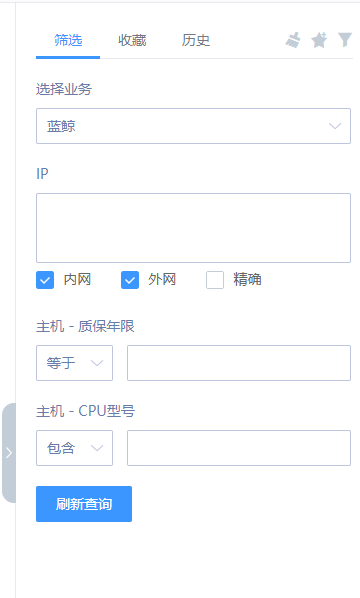 筛选 收藏 历史
选择业务
蓝鲸
IP
内网 外网 精确
主机 - 质保年限
等于
主机 - CPU型号
包含
刷新查询